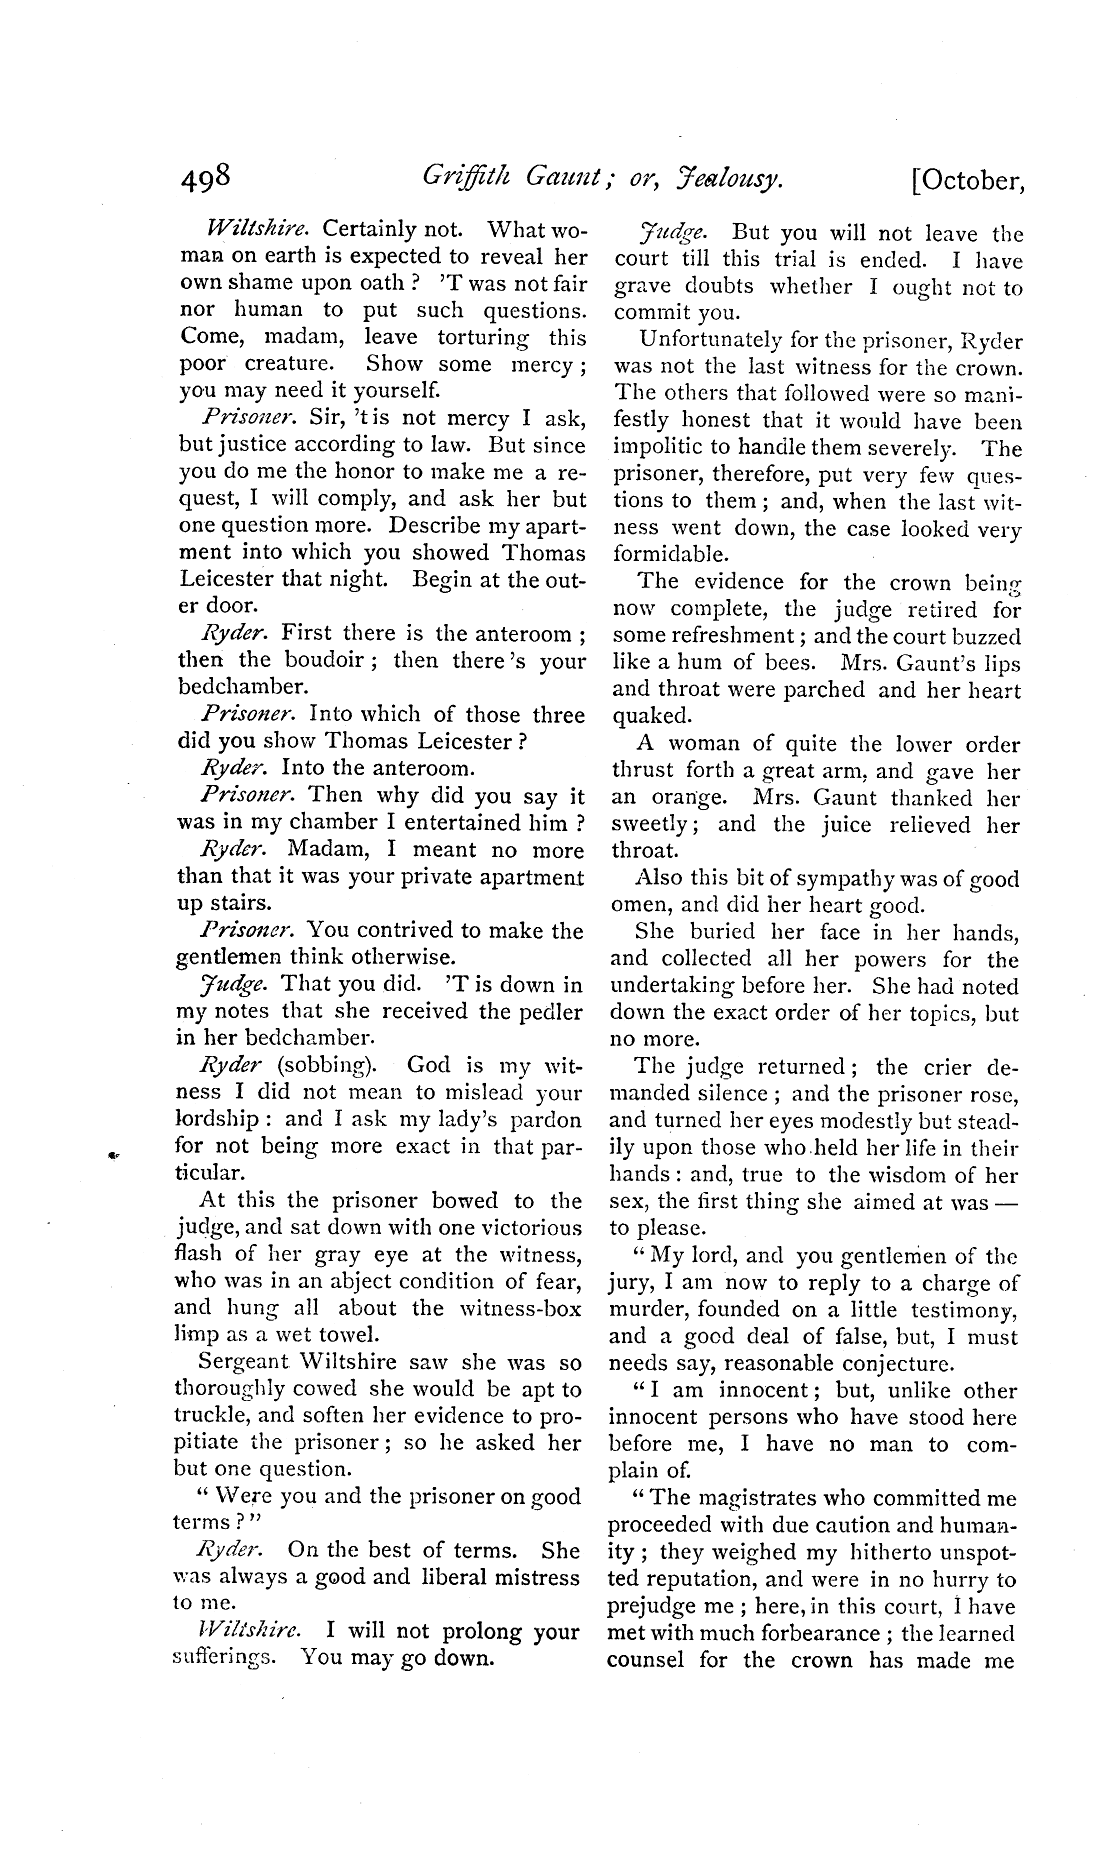 498
Griffith Gaunt; or, Jealousy.
[October,
Wiltshire. Certainly not. What wo-
man on earth is expected to reveal her
own shame upon oath ? 'T was not fair
nor human to put such questions.
Come, madam, leave torturing this
poor creature. Show some mercy ;
you may need it yourself.
Prisoner. Sir, 't is not mercy I ask,
but justice according to law. But since
you do me the honor to make me a re-
quest, I will comply, and ask her but
one question more. Describe my apart-
ment into which you showed Thomas
Leicester that night. Begin at the out-
er door.
Ryder. First there is the anteroom ;
then the boudoir ; then there 's your
bedchamber.
Prisoner. Into which of those three
did you show Thomas Leicester ?
Ryder. Into the anteroom.
Prisoner. Then why did you say it
was in my chamber I entertained him ?
Ryder. Madam, I meant no more
than that it was your private apartment
up stairs.
Prisoner. You contrived to make the
gentlemen think otherwise.
Judge. That you did. 'T is down in
my notes that she received the pedler
in her bedchamber.
Ryder (sobbing). God is my wit-
ness I did not mean to mislead your
lordship : and I ask my lady's pardon
for not being more exact in that par-
ticular.
At this the prisoner bowed to the
judge, and sat down with one victorious
flash of her gray eye at the witness,
who was in an abject condition of fear,
and hung all about the witness-box
limp as a wet towel.
Sergeant Wiltshire saw she was so
thoroughly cowed she would be apt to
truckle, and soften her evidence to pro-
pitiate the prisoner ; so he asked her
but one question.
" Were you and the prisoner on good
terms ? "
Ryder. On the best of terms. She
was always a good and liberal mistress
to me.
Wiltshire. I will not prolong your
sufferings. You may go down.
Judge. But you will not leave the
court till this trial is ended. I have
grave doubts whether I ought not to
commit you.
Unfortunately for the prisoner, Ryder
was not the last witness for the crown.
The others that followed were so mani-
festly honest that it would have been
impolitic to handle them severely. The
prisoner, therefore, put very few ques-
tions to them ; and, when the last wit-
ness went down, the case looked very
formidable.
The evidence for the crown being
now complete, the judge retired for
some refreshment ; and the court buzzed
like a hum of bees. Mrs. Gaunt's lips
and throat were parched and her heart
quaked.
A woman of quite the lower order
thrust forth a great arm, and gave her
an orange. Mrs. Gaunt thanked her
sweetly ; and the juice relieved her
throat.
Also this bit of sympathy was of good
omen, and did her heart good.
She buried her face in her hands,
and collected all her powers for the
undertaking before her. She had noted
down the exact order of her topics, but
no more.
The judge returned ; the crier de-
manded silence ; and the prisoner rose,
and turned her eyes modestly but stead-
ily upon those who held her life in their
hands : and, true to the wisdom of her
sex, the first thing she aimed at was —
to please.
" My lord, and you gentlemen of the
jury, I am now to reply to a charge of
murder, founded on a little testimony,
and a good deal of false, but, I must
needs say, reasonable conjecture.
" I am innocent ; but, unlike other
innocent persons who have stood here
before me, I have no man to com-
plain of.
" The magistrates who committed me
proceeded with due caution and human-
ity ; they weighed my hitherto unspot-
ted reputation, and were in no hurry to
prejudge me ; here, in this court, I have
met with much forbearance ; the learned
counsel for the crown has made me